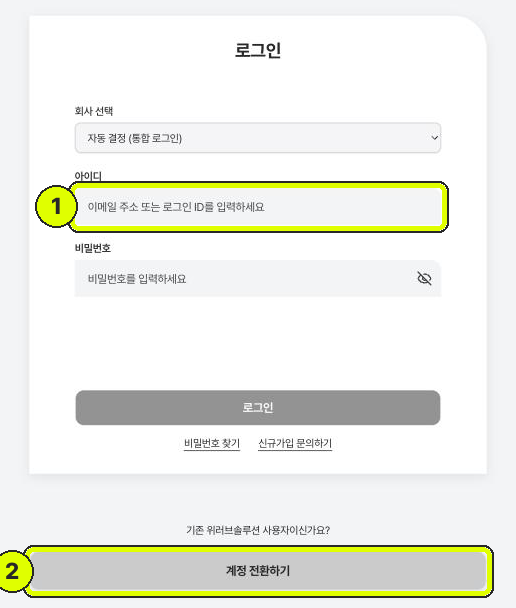 로그인
회사 선택
자동 결정 (통합 로그인)
아이디
1
이메일 주소 또는 로그인 ID를 입력하세요
비밀번호
비밀번호를 입력하세요
로그인
비밀번호 찾기 신규가입 문의하기
기존 위러브솔루션 사용자이신가요?
2
계정 전환하기